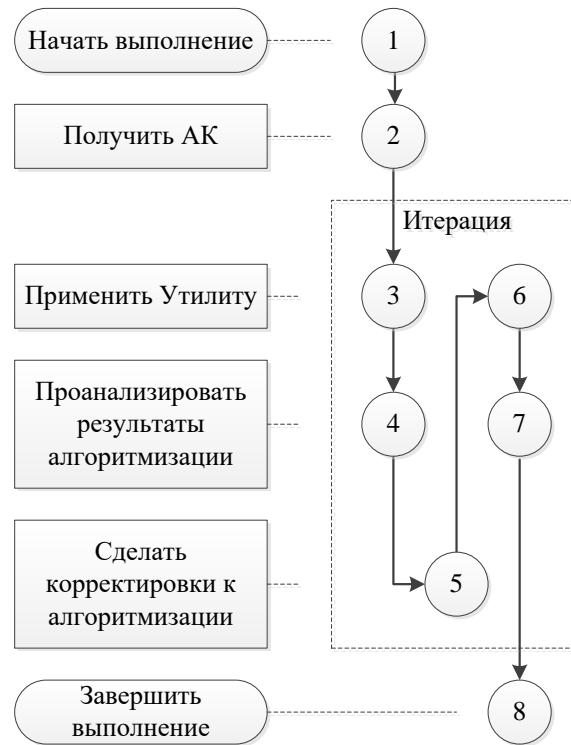 Начать выполнение
1
Получить АК
2
Итерация
Применить Утилиту
3
6
Проанализировать
результаты
алгоритмизации
4
7
Сделать
корректировки к
алгоритмизации
5
Завершить
выполнение
8